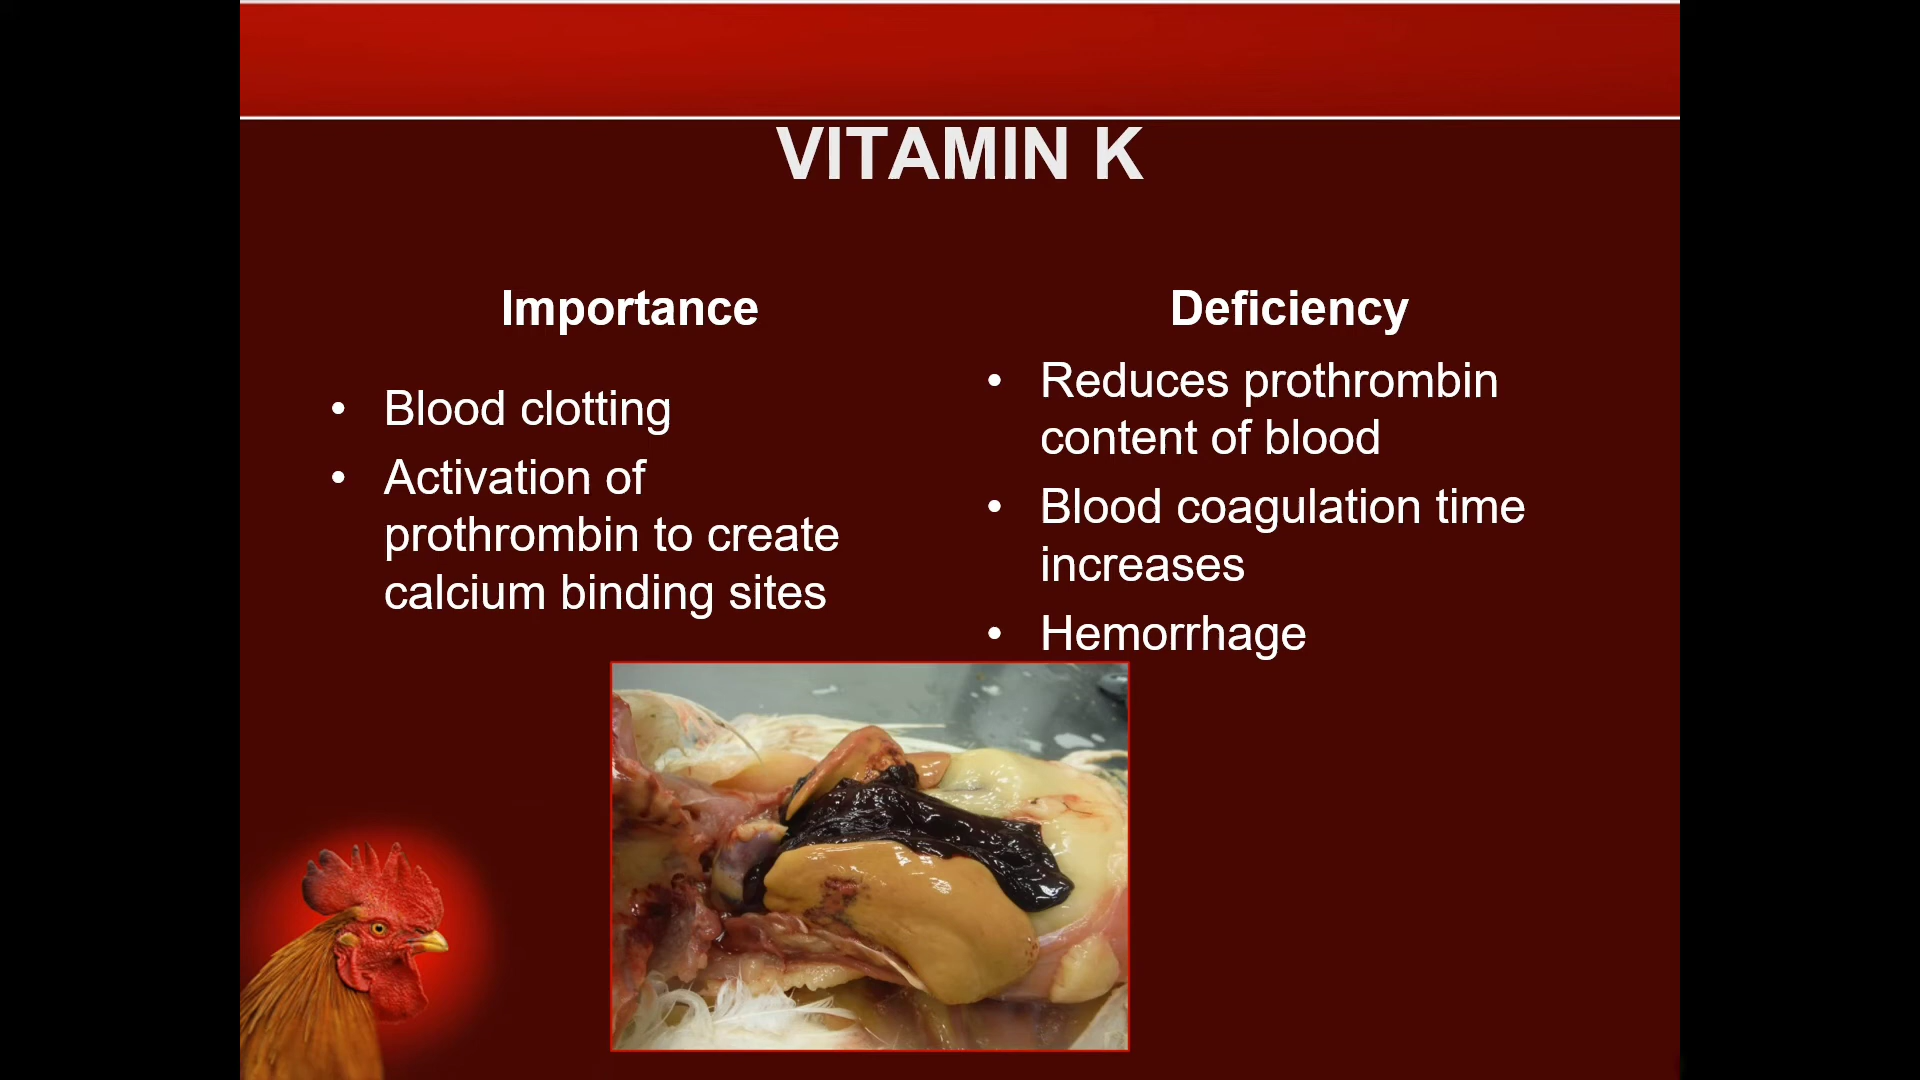 VITAMIN K
Importance
• Blood clotting
• Activation of
prothrombin to create
calcium binding sites
Deficiency
• Reduces prothrombin
content of blood
• Blood coagulation time
increases
• Hemorrhage